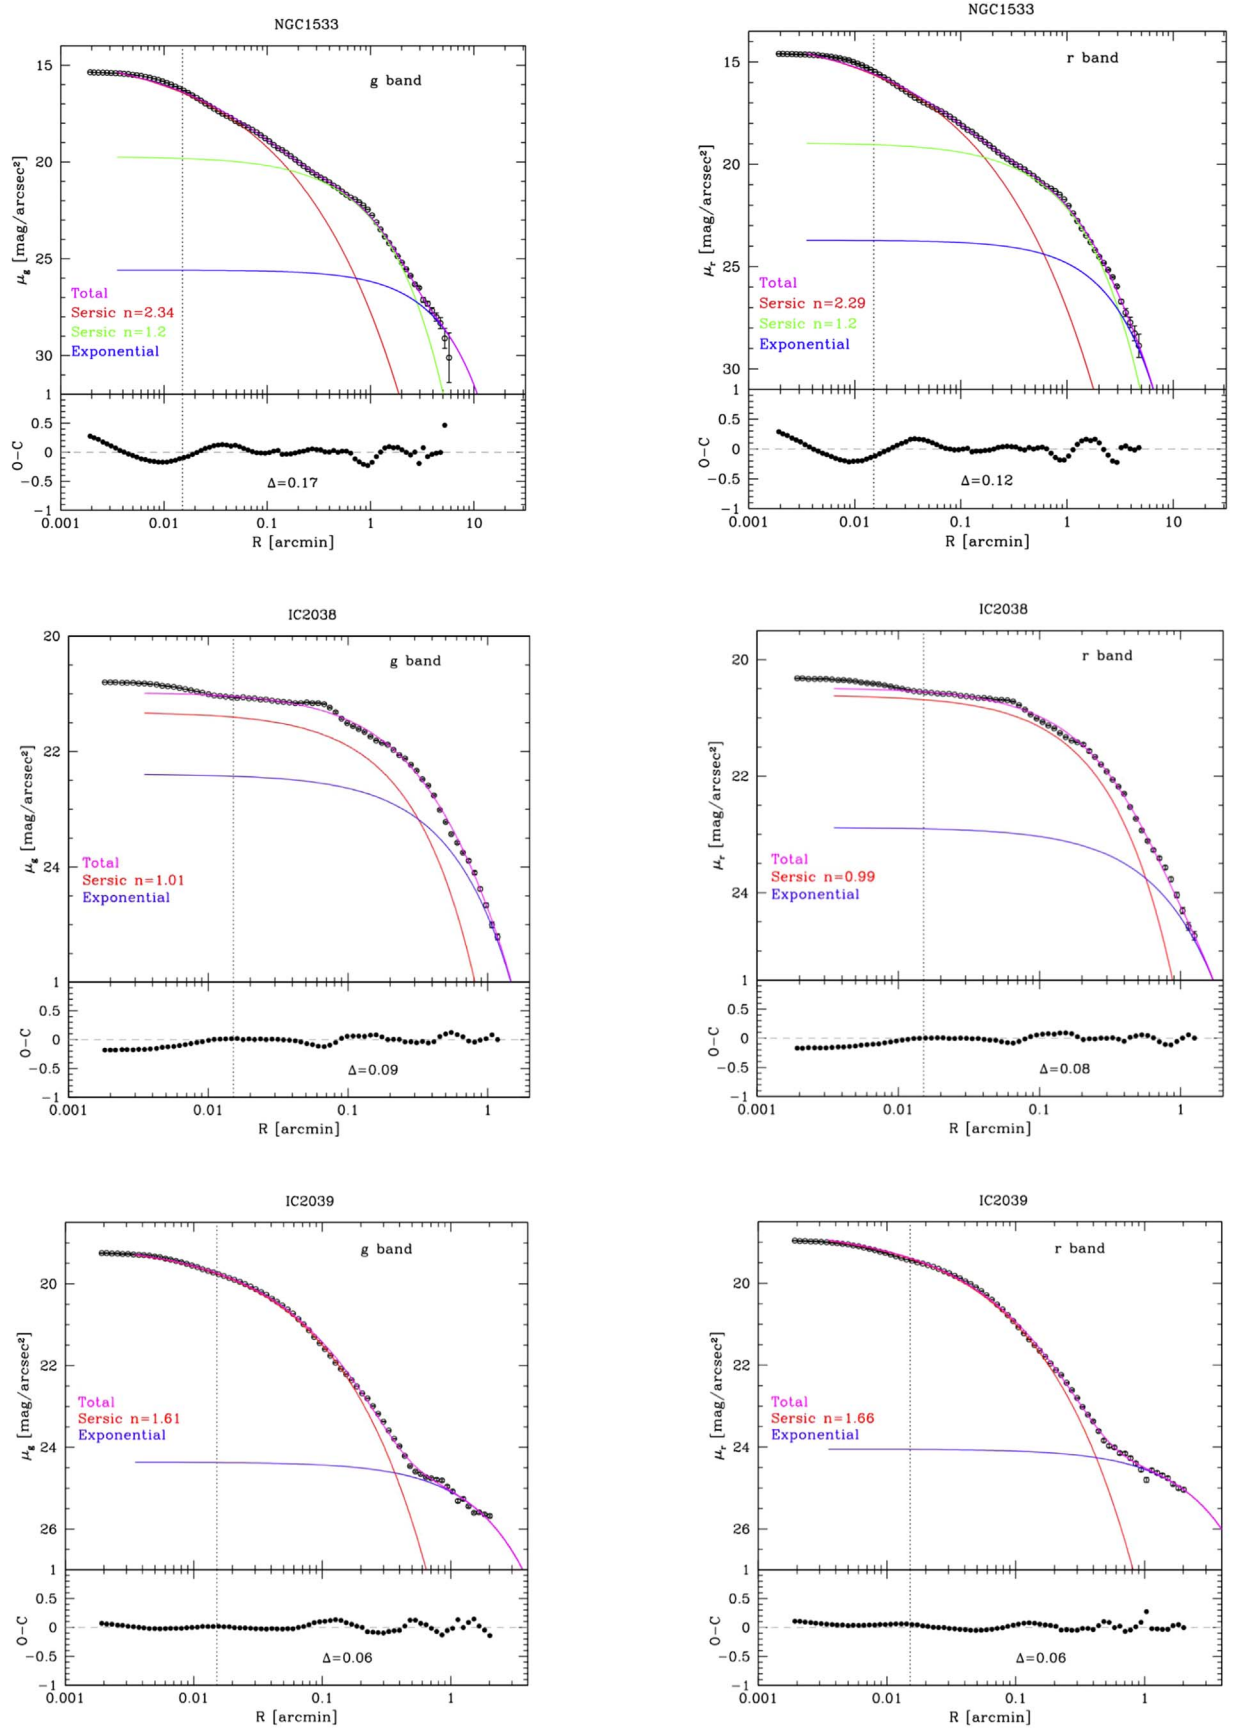 NGC1533
g band
15
20
25
30
μg [mag/arcsec²]
Total
Sersic n=2.34
Sersic n=1.2
Exponential
1
0.5
0
−0.5
−1
O−C
Δ=0.17
0.001 0.01 0.1 1 10
R [arcmin]
NGC1533
r band
15
20
25
30
μr [mag/arcsec²]
Total
Sersic n=2.29
Sersic n=1.2
Exponential
1
0.5
0
−0.5
−1
O−C
Δ=0.12
0.001 0.01 0.1 1 10
R [arcmin]
IC2038
g band
20
22
24
μg [mag/arcsec²]
Total
Sersic n=1.01
Exponential
1
0.5
0
−0.5
−1
O−C
Δ=0.09
0.001 0.01 0.1 1
R [arcmin]
IC2038
r band
20
22
24
μr [mag/arcsec²]
Total
Sersic n=0.99
Exponential
1
0.5
0
−0.5
−1
O−C
Δ=0.08
0.001 0.01 0.1 1
R [arcmin]
IC2039
g band
20
22
24
26
μg [mag/arcsec²]
Total
Sersic n=1.61
Exponential
1
0.5
0
−0.5
−1
O−C
Δ=0.06
0.001 0.01 0.1 1
R [arcmin]
IC2039
r band
20
22
24
26
μr [mag/arcsec²]
Total
Sersic n=1.66
Exponential
1
0.5
0
−0.5
−1
O−C
Δ=0.06
0.001 0.01 0.1 1
R [arcmin]